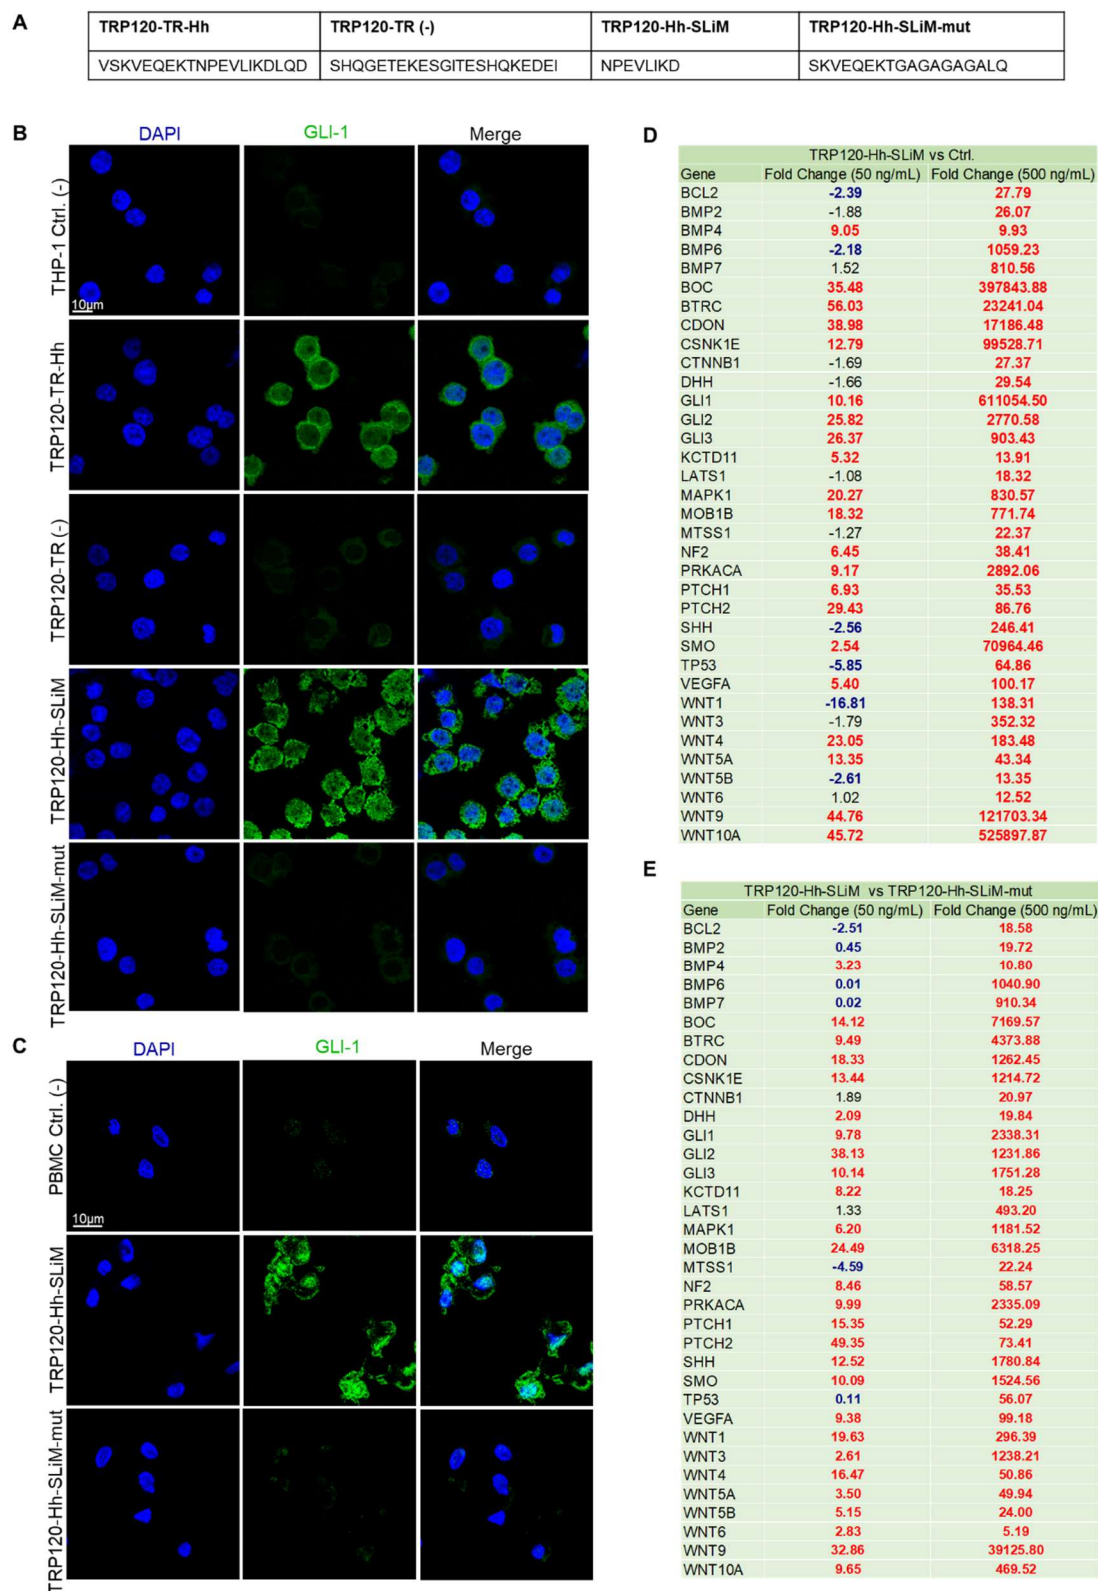 A
TRP120-TR-Hh TRP120-TR (-) TRP120-Hh-SLiM TRP120-Hh-SLiM-mut
VSKVEQEKTNPEVLIKDLQD SHQGETEKESGITESHQKEDEI NPEVLIKD SKVEQEKTGAGAGAGALQ
B
DAPI GLI-1 Merge
THP-1 Ctrl. (-)
10µm
TRP120-TR-Hh
TRP120-TR (-)
TRP120-Hh-SLiM
TRP120-Hh-SLiM-mut
C
DAPI GLI-1 Merge
PBMC Ctrl. (-)
10µm
TRP120-Hh-SLiM
TRP120-Hh-SLiM-mut
D
TRP120-Hh-SLiM vs Ctrl.
Gene Fold Change (50 ng/mL) Fold Change (500 ng/mL)
BCL2 -2.39 27.79
BMP2 -1.88 26.07
BMP4 9.05 9.93
BMP6 -2.18 1059.23
BMP7 1.52 810.56
BOC 35.48 397843.88
BTRC 56.03 23241.04
CDON 38.98 17186.48
CSNK1E 12.79 99528.71
CTNNB1 -1.69 27.37
DHH -1.66 29.54
GLI1 10.16 611054.50
GLI2 25.82 2770.58
GLI3 26.37 903.43
KCTD11 5.32 13.91
LATS1 -1.08 18.32
MAPK1 20.27 830.57
MOB1B 18.32 771.74
MTSS1 -1.27 22.37
NF2 6.45 38.41
PRKACA 9.17 2892.06
PTCH1 6.93 35.53
PTCH2 29.43 86.76
SHH -2.56 246.41
SMO 2.54 70964.46
TP53 -5.85 64.86
VEGFA 5.40 100.17
WNT1 -16.81 138.31
WNT3 -1.79 352.32
WNT4 23.05 183.48
WNT5A 13.35 43.34
WNT5B -2.61 13.35
WNT6 1.02 12.52
WNT9 44.76 121703.34
WNT10A 45.72 525897.87
E
TRP120-Hh-SLiM vs TRP120-Hh-SLiM-mut
Gene Fold Change (50 ng/mL) Fold Change (500 ng/mL)
BCL2 -2.51 18.58
BMP2 0.45 19.72
BMP4 3.23 10.80
BMP6 0.01 1040.90
BMP7 0.02 910.34
BOC 14.12 7169.57
BTRC 9.49 4373.88
CDON 18.33 1262.45
CSNK1E 13.44 1214.72
CTNNB1 1.89 20.97
DHH 2.09 19.84
GLI1 9.78 2338.31
GLI2 38.13 1231.86
GLI3 10.14 1751.28
KCTD11 8.22 18.25
LATS1 1.33 493.20
MAPK1 6.20 1181.52
MOB1B 24.49 6318.25
MTSS1 -4.59 22.24
NF2 8.46 58.57
PRKACA 9.99 2335.09
PTCH1 15.35 52.29
PTCH2 49.35 73.41
SHH 12.52 1780.84
SMO 10.09 1524.56
TP53 0.11 56.07
VEGFA 9.38 99.18
WNT1 19.63 296.39
WNT3 2.61 1238.21
WNT4 16.47 50.86
WNT5A 3.50 49.94
WNT5B 5.15 24.00
WNT6 2.83 5.19
WNT9 32.86 39125.80
WNT10A 9.65 469.52